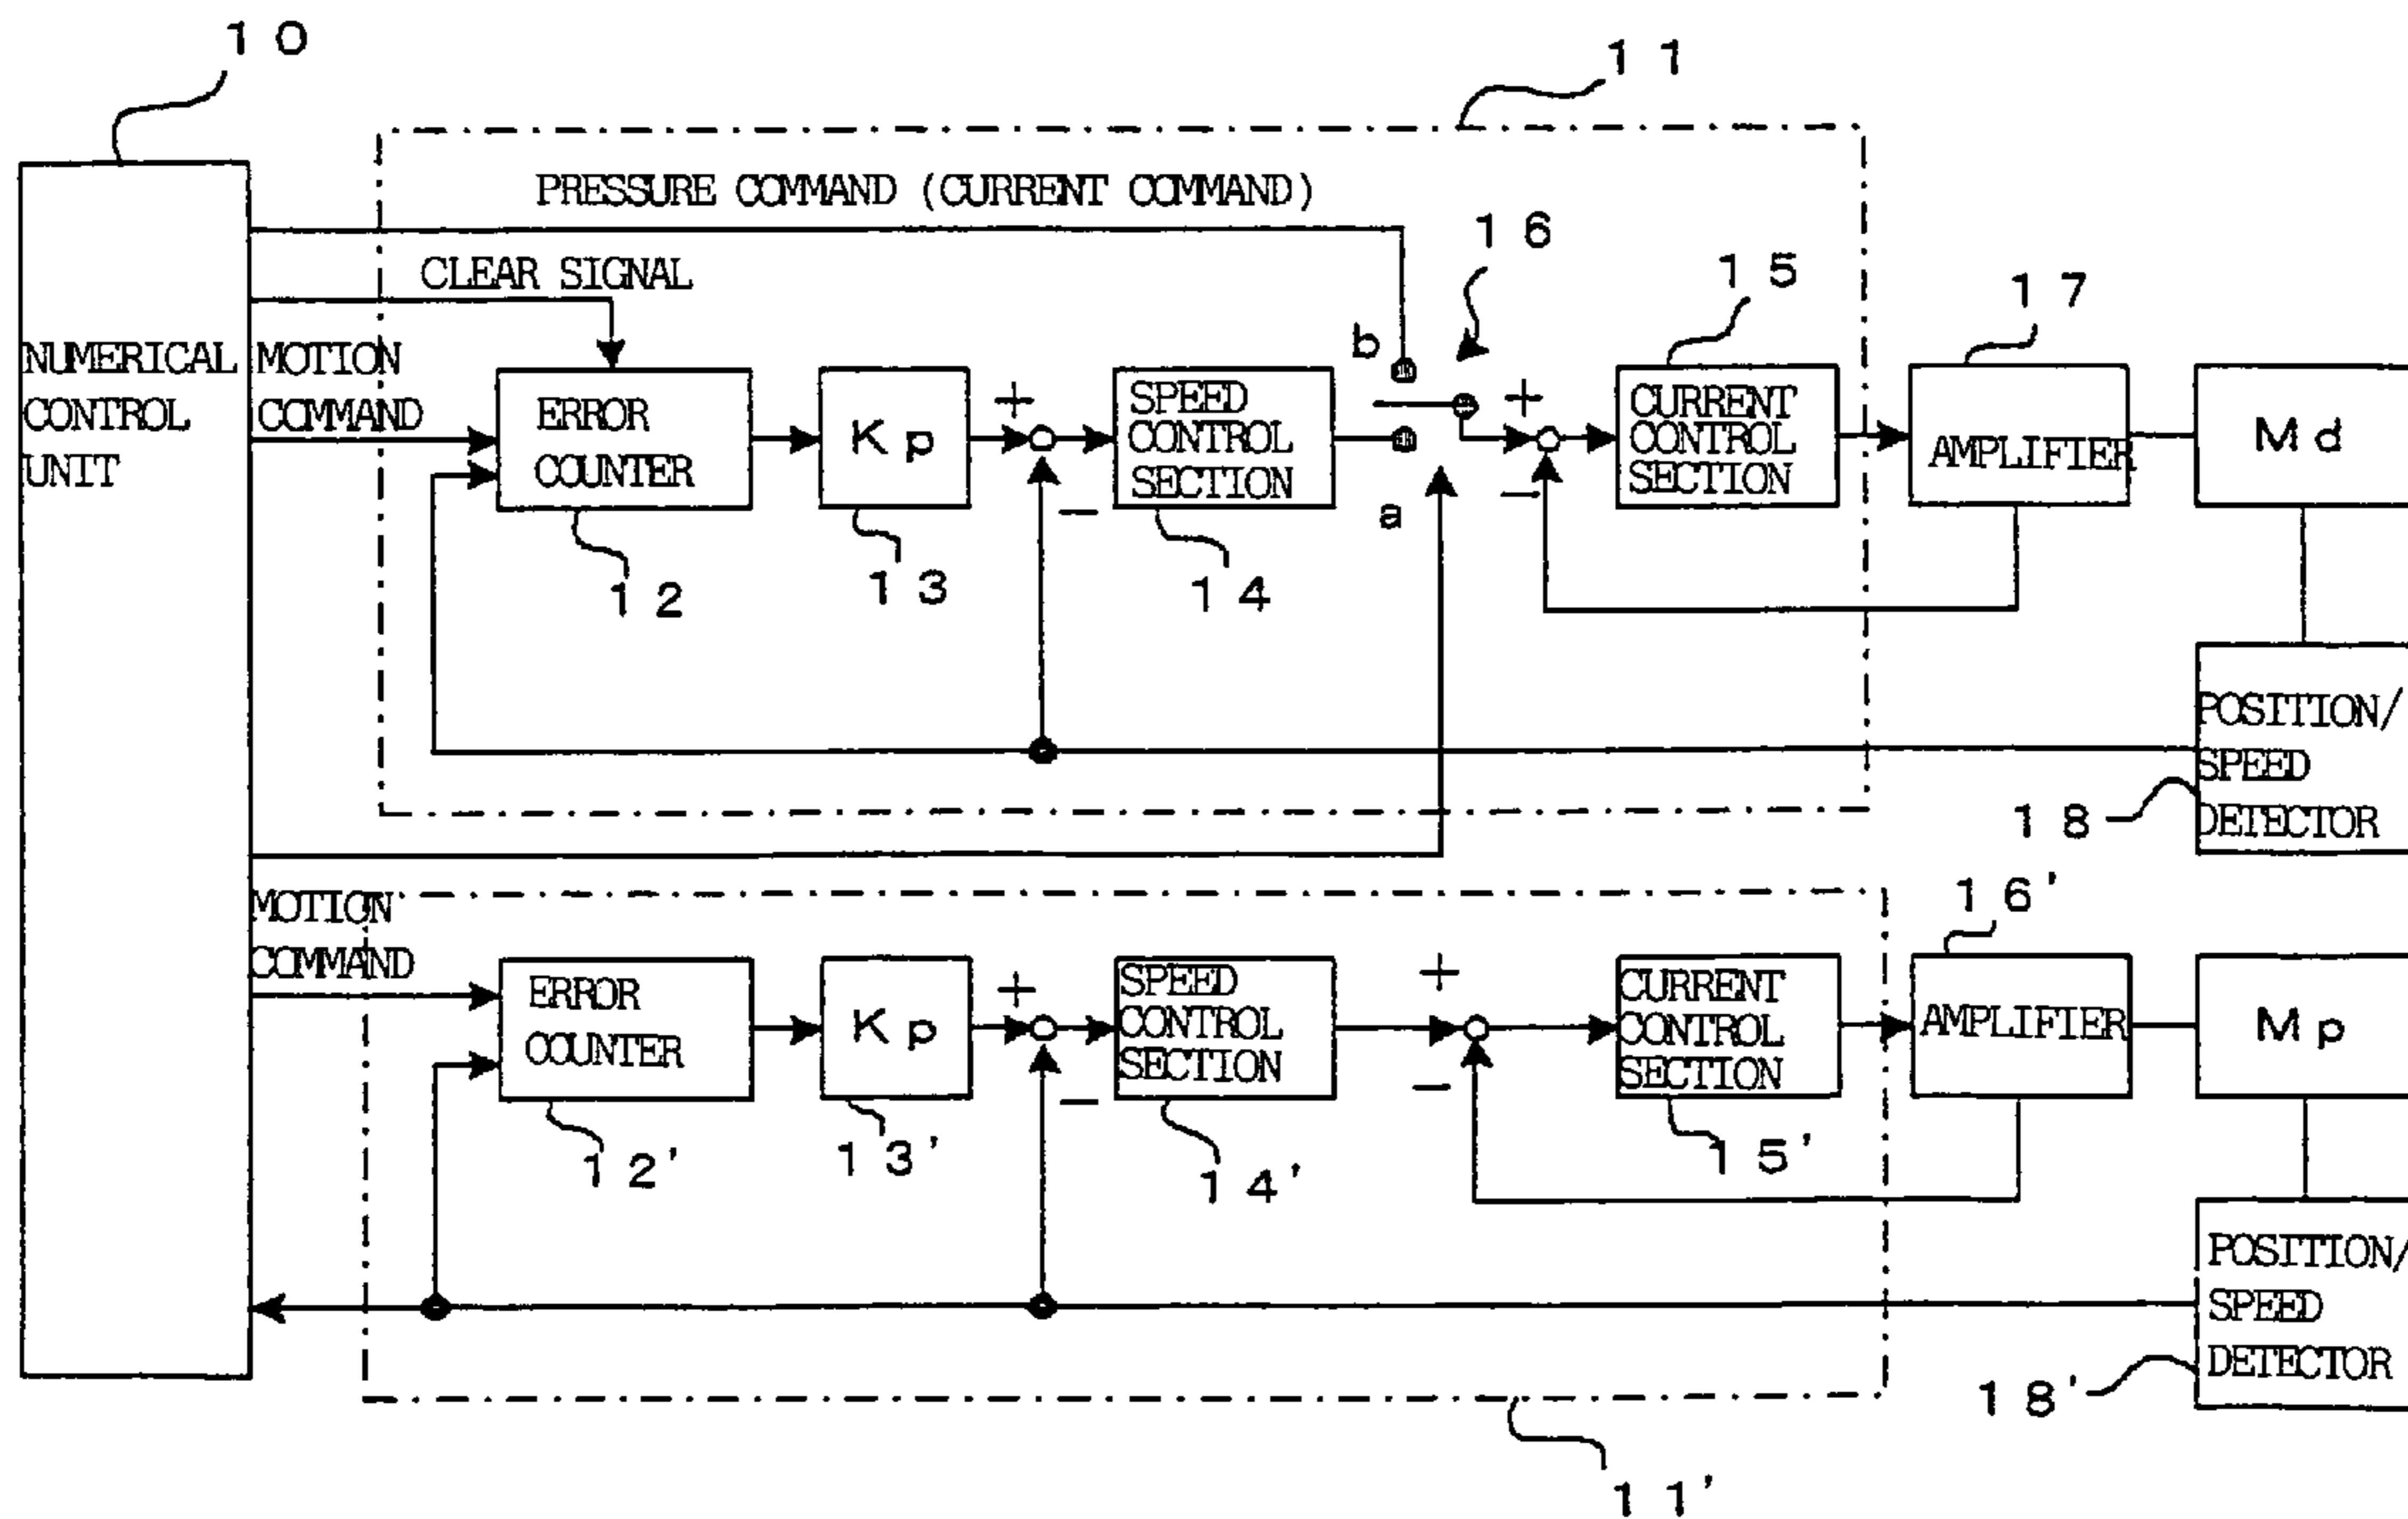 10
11
PRESSURE COMMAND (CURRENT COMMAND)
CLEAR SIGNAL
16
15
17
NUMERICAL
CONTROL
UNIT
MOTION
COMMAND
ERROR
COUNTER
Kp
+
−
SPEED
CONTROL
SECTION
b
a
+
−
CURRENT
CONTROL
SECTION
AMPLIFIER
Md
12
13
14
POSITION/
SPEED
DETECTOR
18
MOTION
COMMAND
16'
ERROR
COUNTER
Kp
+
−
SPEED
CONTROL
SECTION
+
−
CURRENT
CONTROL
SECTION
AMPLIFIER
Mp
12'
13'
14'
15'
POSITION/
SPEED
DETECTOR
18'
11'